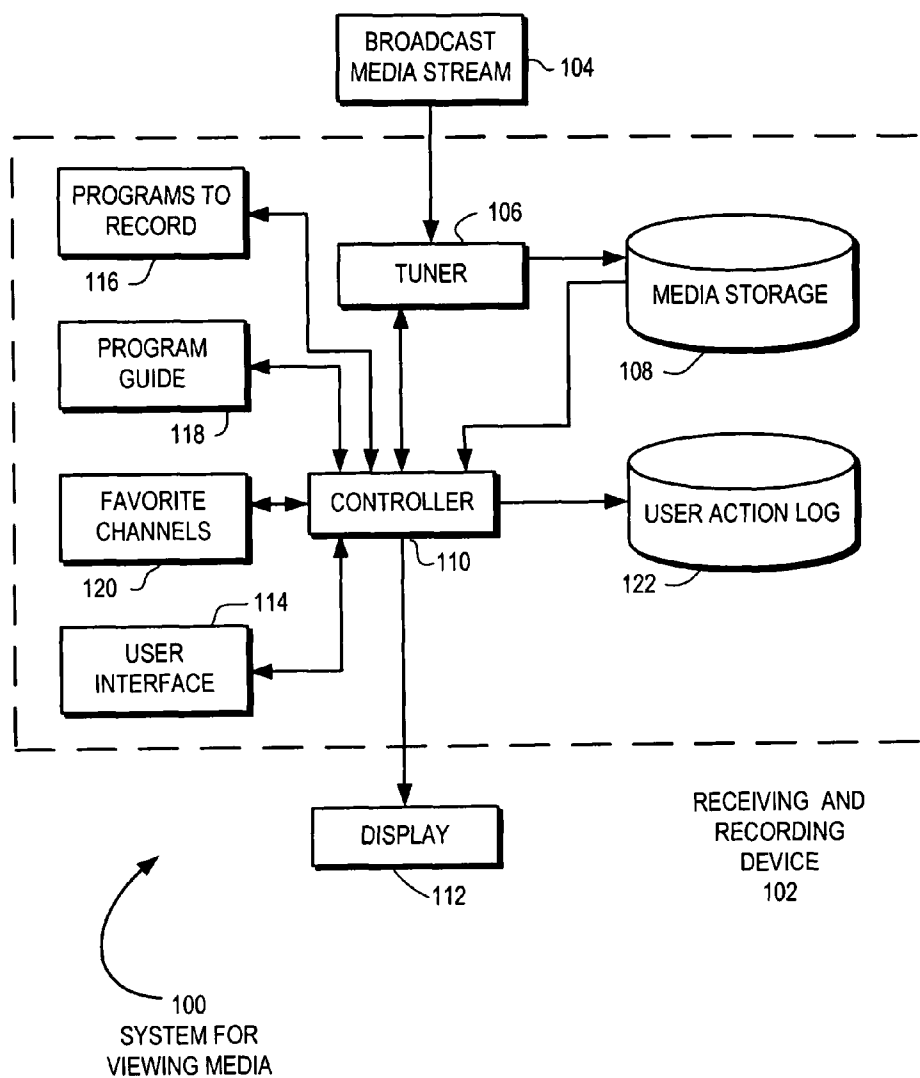 BROADCAST
MEDIA STREAM
104
PROGRAMS TO
RECORD
116
106
TUNER
MEDIA STORAGE
108
PROGRAM
GUIDE
118
FAVORITE
CHANNELS
120
CONTROLLER
110
USER ACTION LOG
122
114
USER
INTERFACE
DISPLAY
112
RECEIVING AND
RECORDING
DEVICE
102
100
SYSTEM FOR
VIEWING MEDIA